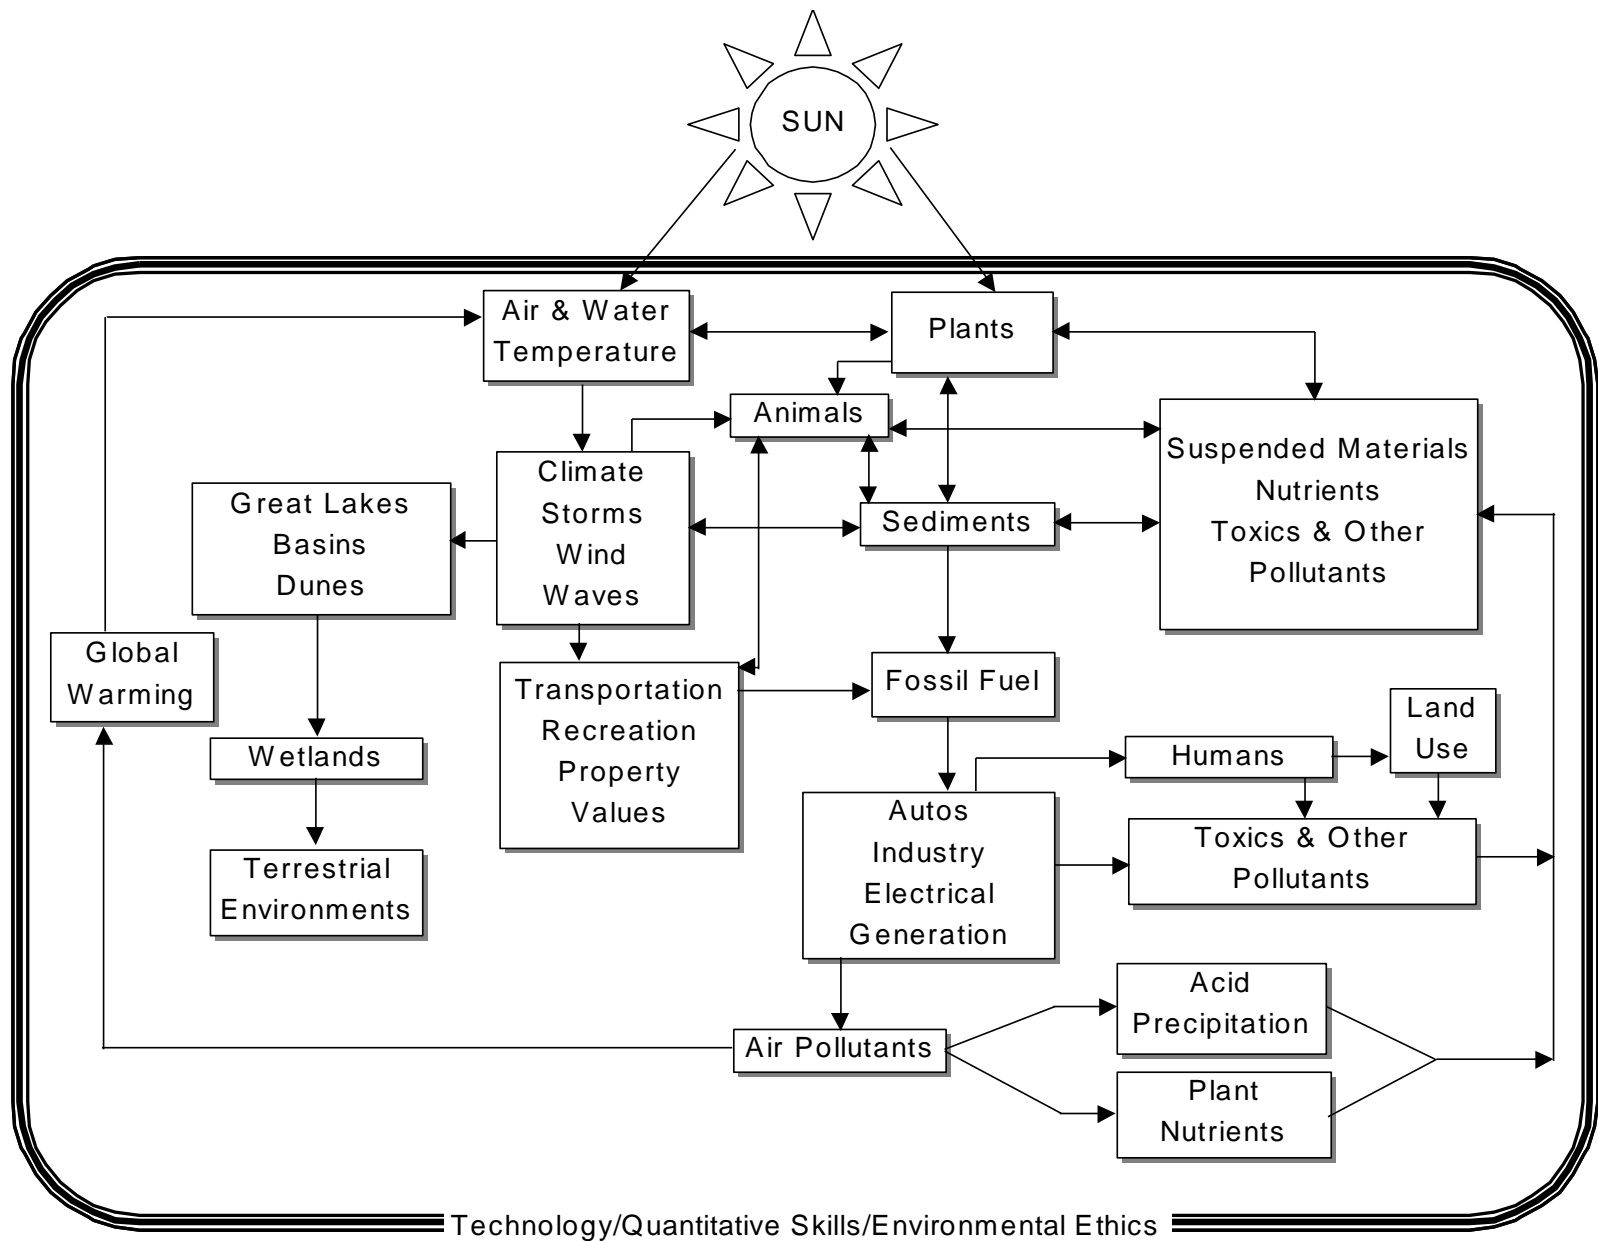 SUN
Air & Water
Temperature
Plants
Animals
Climate
Storms
Wind
Waves
Suspended Materials
Nutrients
Toxics & Other
Pollutants
Great Lakes
Basins
Dunes
Sediments
Global
Warming
Transportation
Recreation
Property
Values
Fossil Fuel
Land
Use
Wetlands
Humans
Autos
Industry
Electrical
Generation
Toxics & Other
Pollutants
Terrestrial
Environments
Acid
Precipitation
Air Pollutants
Plant
Nutrients
Technology/Quantitative Skills/Environmental Ethics